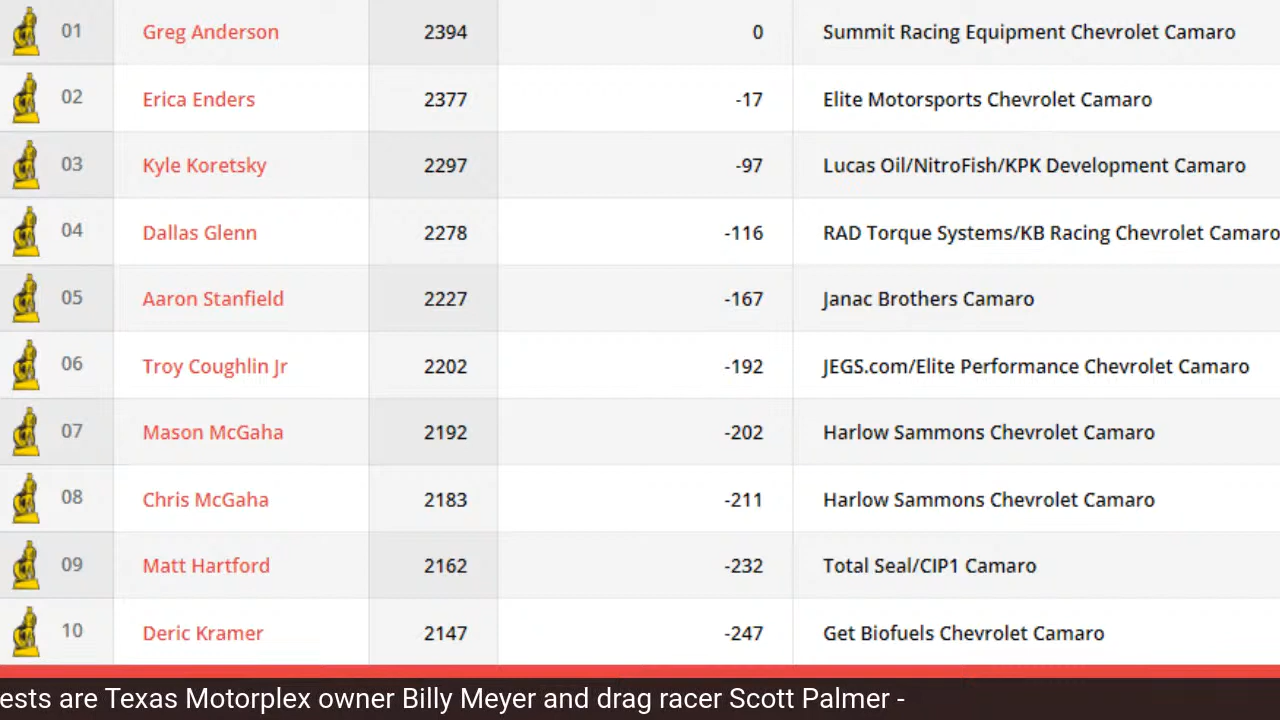 01 Greg Anderson 2394 0 Summit Racing Equipment Chevrolet Camaro
02 Erica Enders 2377 -17 Elite Motorsports Chevrolet Camaro
03 Kyle Koretsky 2297 -97 Lucas Oil/NitroFish/KPK Development Camaro
04 Dallas Glenn 2278 -116 RAD Torque Systems/KB Racing Chevrolet Camaro
05 Aaron Stanfield 2227 -167 Janac Brothers Camaro
06 Troy Coughlin Jr 2202 -192 JEGS.com/Elite Performance Chevrolet Camaro
07 Mason McGaha 2192 -202 Harlow Sammons Chevrolet Camaro
08 Chris McGaha 2183 -211 Harlow Sammons Chevrolet Camaro
09 Matt Hartford 2162 -232 Total Seal/CIP1 Camaro
10 Deric Kramer 2147 -247 Get Biofuels Chevrolet Camaro
ests are Texas Motorplex owner Billy Meyer and drag racer Scott Palmer -